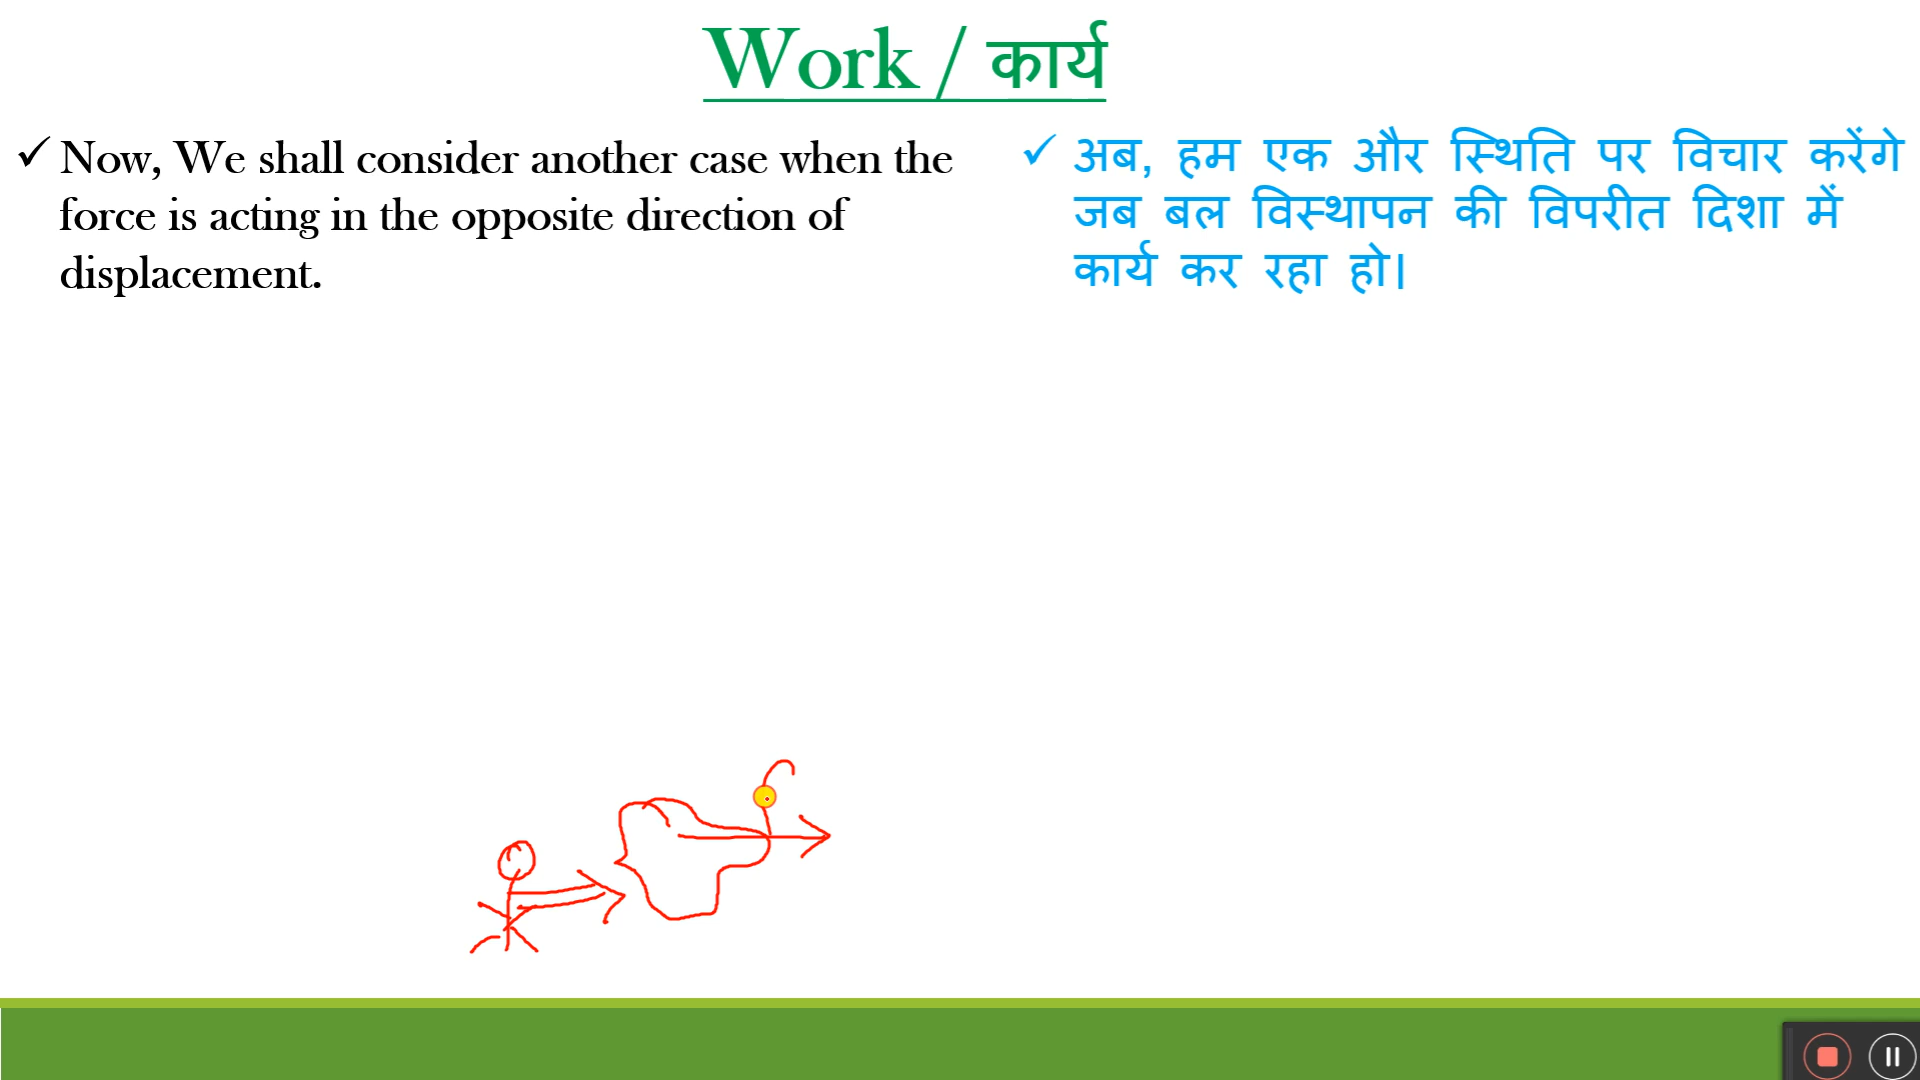 Work / कार्य
✓ Now, We shall consider another case when the
force is acting in the opposite direction of
displacement.
✓ अब, हम एक और स्थिति पर विचार करेंगे
जब बल विस्थापन की विपरीत दिशा में
कार्य कर रहा हो।